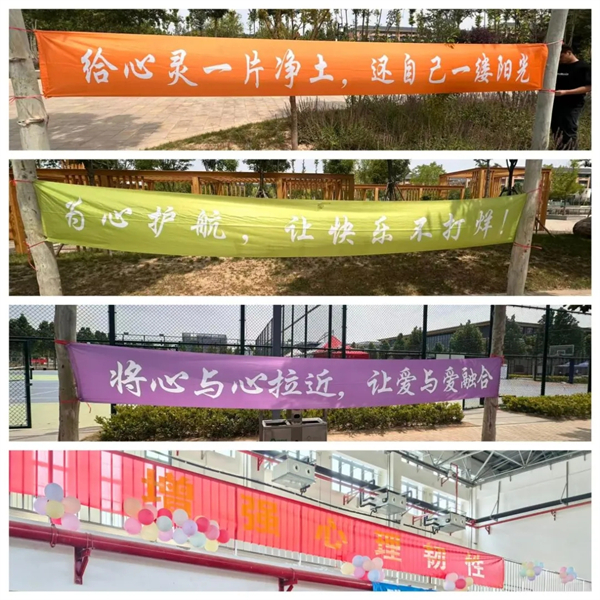 给心灵一片净土，还自己一缕阳光
为心护航，让快乐不打烊！
将心与心拉近，让爱与爱融合
增强心理韧性